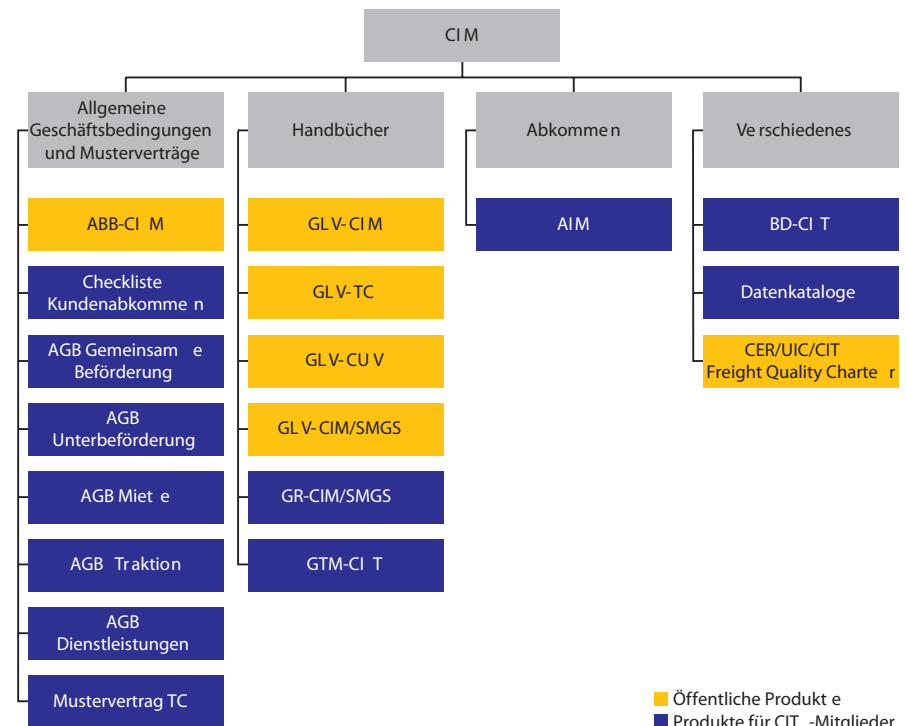 CIM
Allgemeine
Geschäftsbedingungen
und Musterverträge
ABB-CIM
Checkliste
Kundenabkommen
AGB Gemeinsame
Beförderung
AGB
Unterbeförderung
AGB Miete
AGB Traktion
AGB
Dienstleistungen
Mustervertrag TC
Handbücher
GLV-CIM
GLV-TC
GLV-CUV
GLV-CIM/SMGS
GR-CIM/SMGS
GTM-CIT
Abkommen
AIM
Verschiedenes
BD-CIT
Datenkataloge
CER/UIC/CIT
Freight Quality Charter
Öffentliche Produkte
Produkte für CIT-Mitglieder